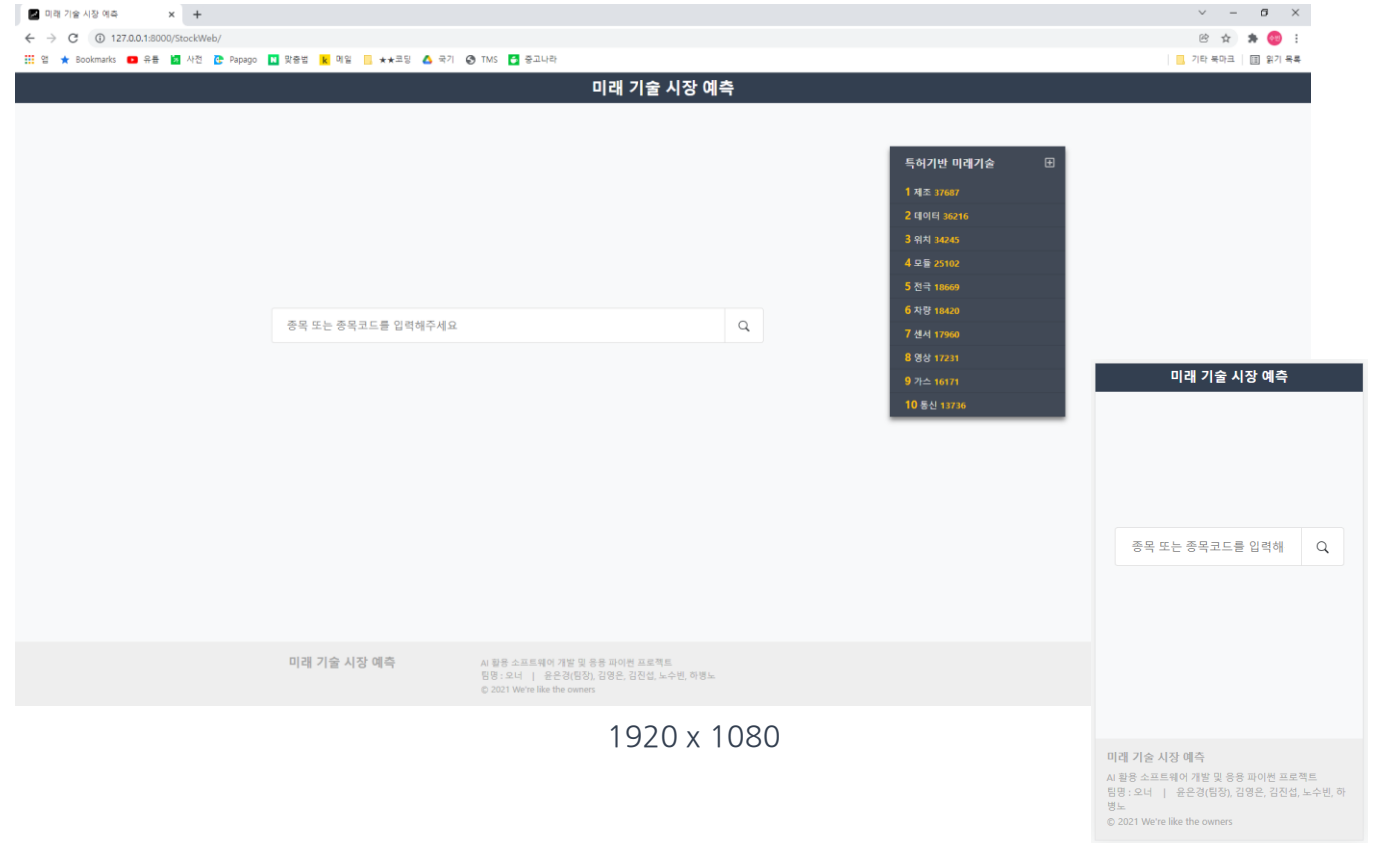 미래 기술 시장 예측
127.0.0.1:8000/StockWeb/
앱 Bookmarks 유튭 사전 Papago 맞춤법 메일 ★★코딩 국기 TMS 중고나라 기타 북마크 읽기 목록
미래 기술 시장 예측
특허기반 미래기술
1 제조 37687
2 데이터 36216
3 위치 34245
4 모듈 25102
5 전극 18669
6 차량 18420
7 센서 17960
8 영상 17231
9 가스 16171
10 통신 13736
종목 또는 종목코드를 입력해주세요
미래 기술 시장 예측
AI 활용 소프트웨어 개발 및 응용 파이썬 프로젝트
팀명 : 오너 | 윤은경(팀장), 김영은, 김진섭, 노수빈, 하병노
© 2021 We're like the owners
1920 x 1080
미래 기술 시장 예측
종목 또는 종목코드를 입력해
미래 기술 시장 예측
AI 활용 소프트웨어 개발 및 응용 파이썬 프로젝트
팀명 : 오너 | 윤은경(팀장), 김영은, 김진섭, 노수빈, 하
병노
© 2021 We're like the owners